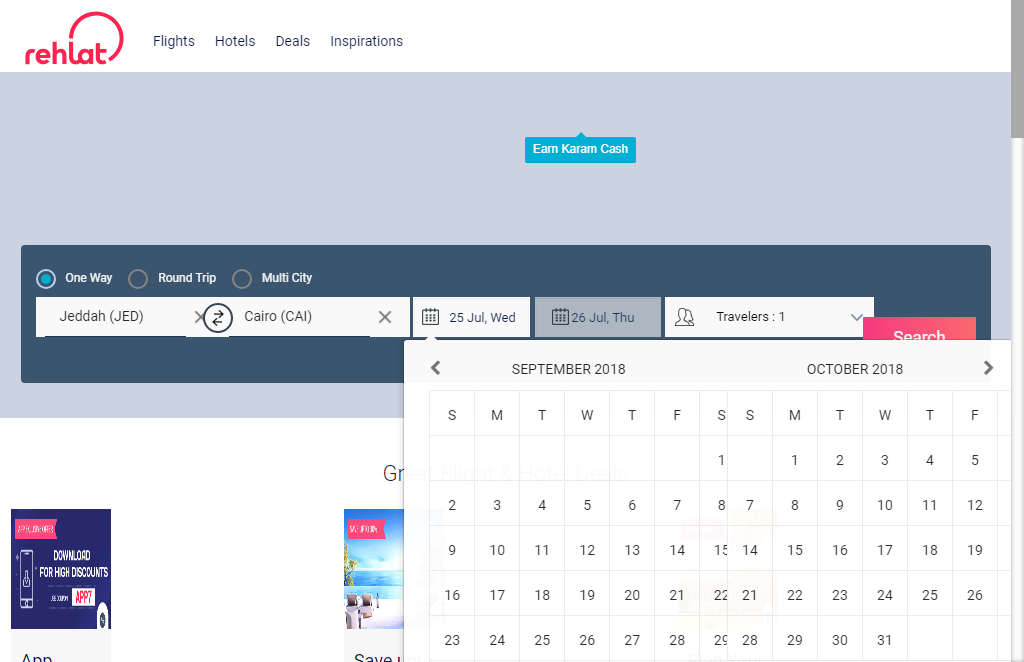 rehlat
Flights Hotels Deals Inspirations
Earn Karam Cash
One Way Round Trip Multi City
Jeddah (JED) Cairo (CAI) 25 Jul, Wed 26 Jul, Thu Travelers : 1
Search
SEPTEMBER 2018 OCTOBER 2018
S M T W T F S S M T W T F
1 1 2 3 4 5
2 3 4 5 6 7 8 7 8 9 10 11 12
9 10 11 12 13 14 15 14 15 16 17 18 19
16 17 18 19 20 21 22 21 22 23 24 25 26
23 24 25 26 27 28 29 28 29 30 31
Great Flight & Hotel Deals
DOWNLOAD
FOR HIGH DISCOUNTS
APP7
App
Save upto